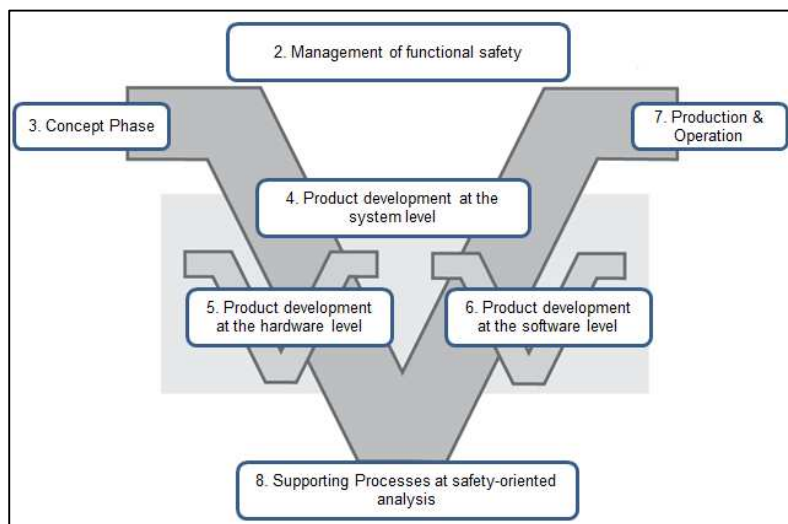 2. Management of functional safety
3. Concept Phase
7. Production &
Operation
4. Product development at the
system level
5. Product development
at the hardware level
6. Product development
at the software level
8. Supporting Processes at safety-oriented
analysis